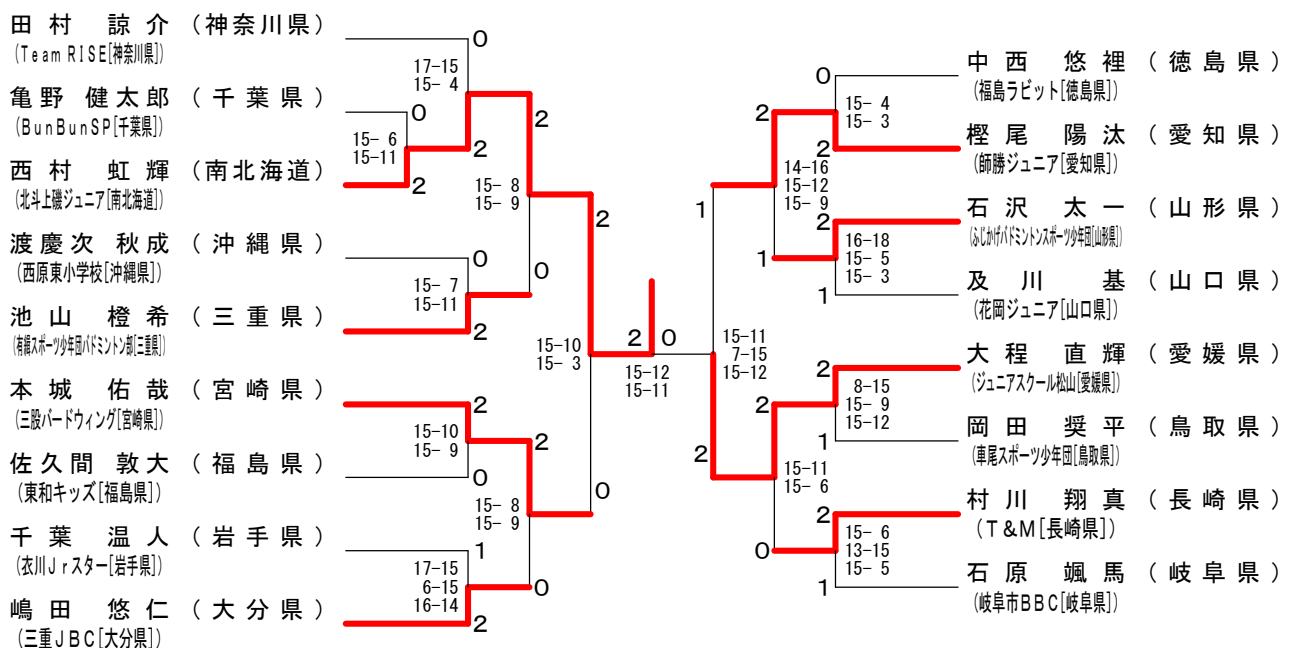 田村 諒介 (神奈川県)
(Team RISE[神奈川県])
0
17-15
15- 4
亀野 健太郎 (千葉県)
(BunBunSP[千葉県])
0
15- 6
15-11
2
西村 虹輝 (南北海道)
(北斗上磯ジュニア[南北海道])
2
2
15- 8
15- 9
渡慶次 秋成 (沖縄県)
(西原東小学校[沖縄県])
0
15- 7
15-11
0
池山 橙希 (三重県)
(有緝スポーツ少年団バドミントン部[三重県])
2
2
15-10
15- 3
本城 佑哉 (宮崎県)
(三股バードウィング[宮崎県])
2
15-10
15- 9
2
佐久間 敦大 (福島県)
(東和キッズ[福島県])
0
15- 8
15- 9
0
千葉 温人 (岩手県)
(衣川Jrスター[岩手県])
1
17-15
6-15
16-14
0
嶋田 悠仁 (大分県)
(三重JBC[大分県])
2
2 0
15-12
15-11
中西 悠裡 (徳島県)
(福島ラビット[徳島県])
0
15- 4
15- 3
2
樫尾 陽汰 (愛知県)
(師勝ジュニア[愛知県])
2
14-16
15-12
15- 9
1
石沢 太一 (山形県)
(ふじかげバドミントンスポーツ少年団[山形県])
2
16-18
15- 5
15- 3
1
及川 基 (山口県)
(花岡ジュニア[山口県])
1
15-11
7-15
15-12
大程 直輝 (愛媛県)
(ジュニアスクール松山[愛媛県])
2
8-15
15- 9
15-12
2
岡田 奨平 (鳥取県)
(車尾スポーツ少年団[鳥取県])
1
2
15-11
15- 6
村川 翔真 (長崎県)
(T&M[長崎県])
2
15- 6
13-15
15- 5
0
石原 颯馬 (岐阜県)
(岐阜市BBC[岐阜県])
1